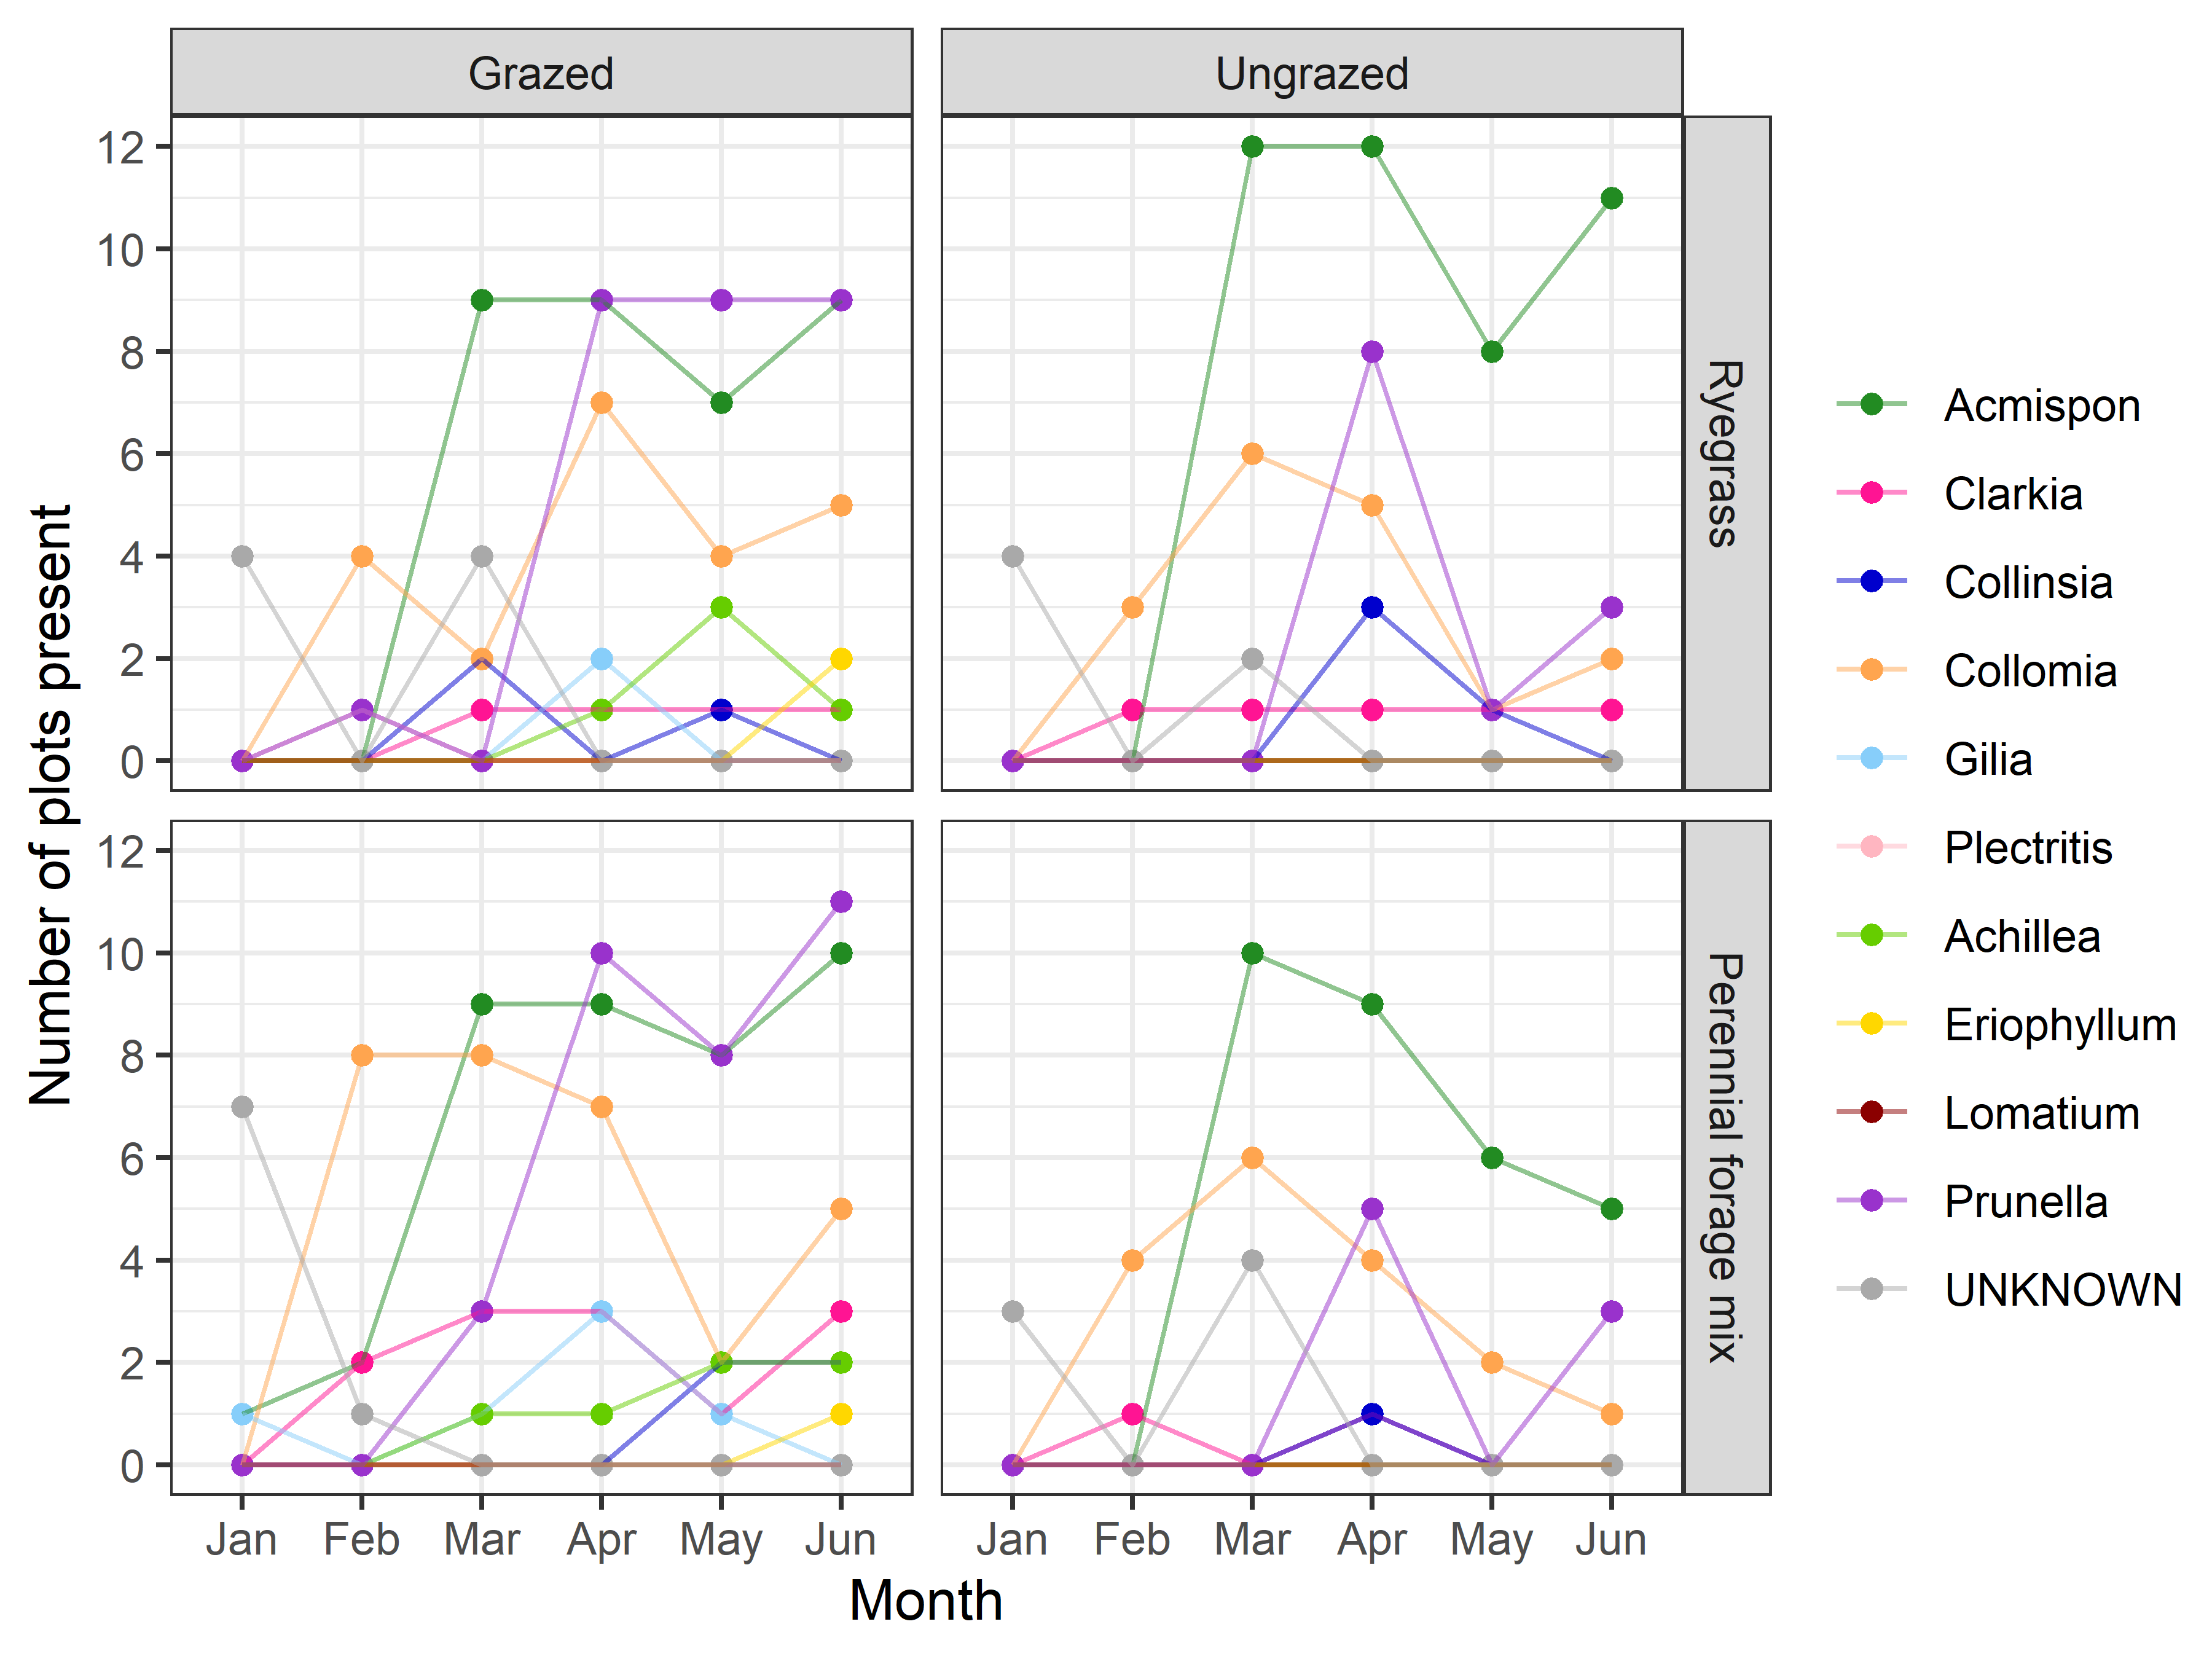 Grazed
Ungrazed
12
10
8
6
4
2
0
Ryegrass
12
10
8
6
4
2
0
Perennial forage mix
Number of plots present
Jan Feb Mar Apr May Jun
Jan Feb Mar Apr May Jun
Month
Acmispon
Clarkia
Collinsia
Collomia
Gilia
Plectritis
Achillea
Eriophyllum
Lomatium
Prunella
UNKNOWN